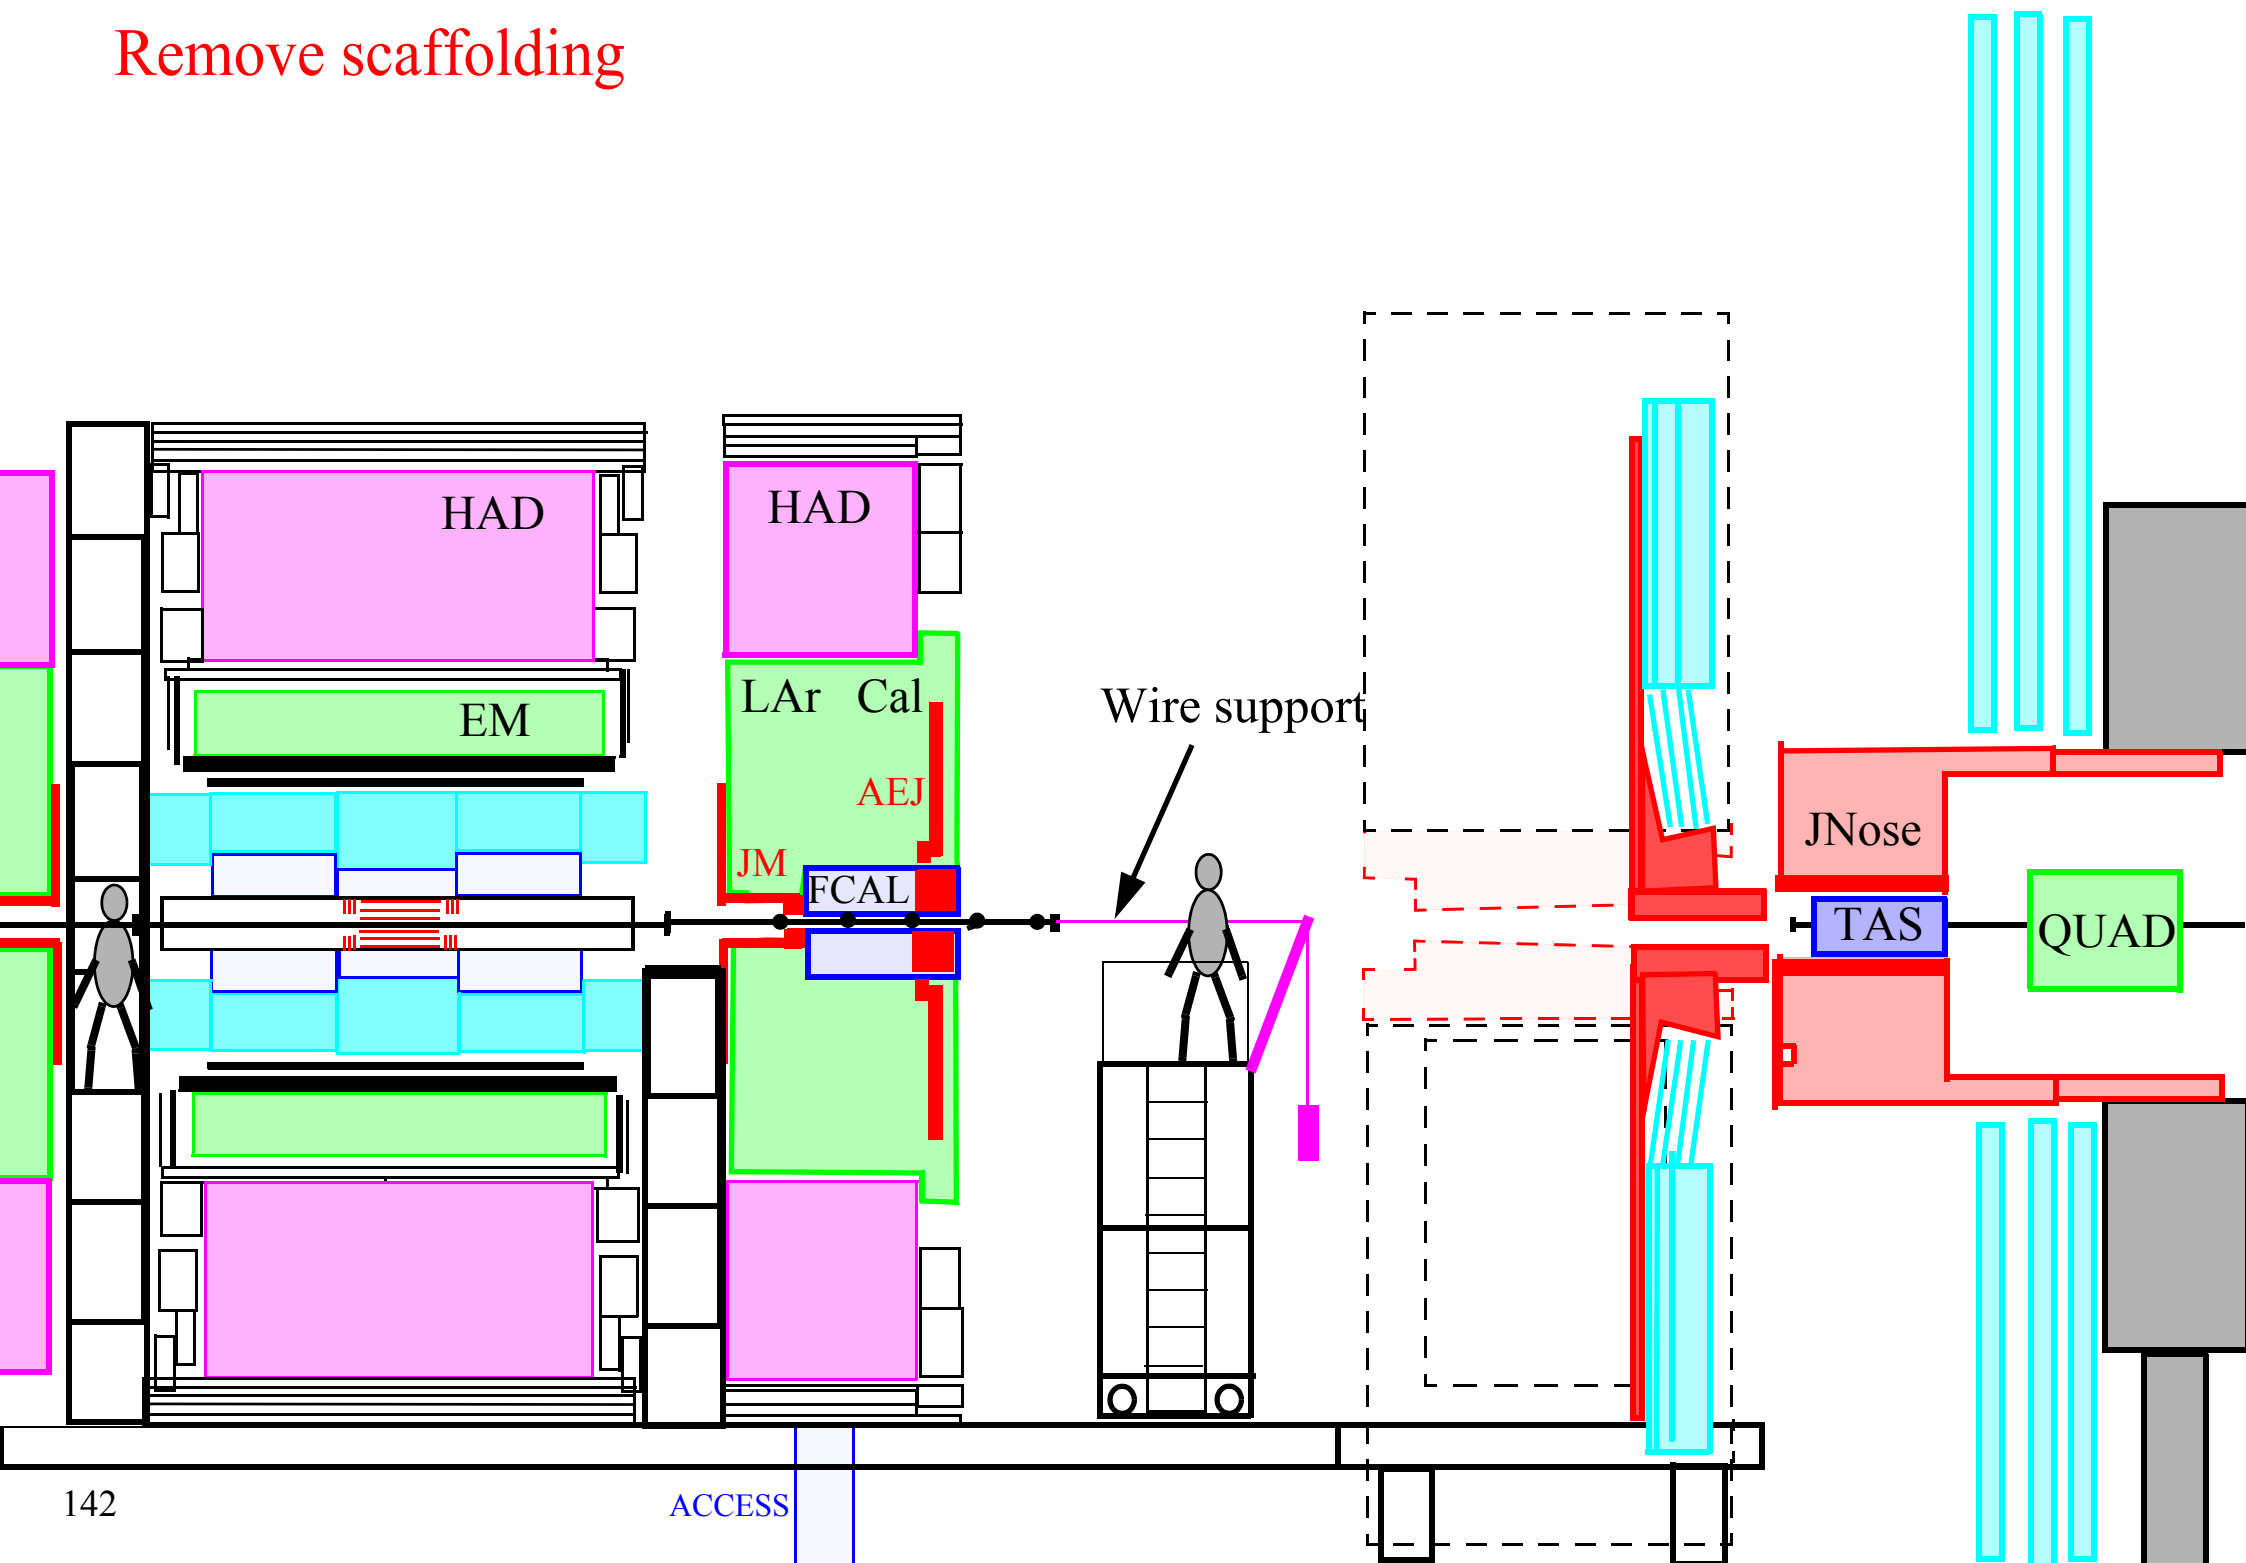 Remove scaffolding
HAD
HAD
EM
LAr Cal
Wire support
AEJ
JM
FCAL
JNose
TAS
QUAD
142
ACCESS